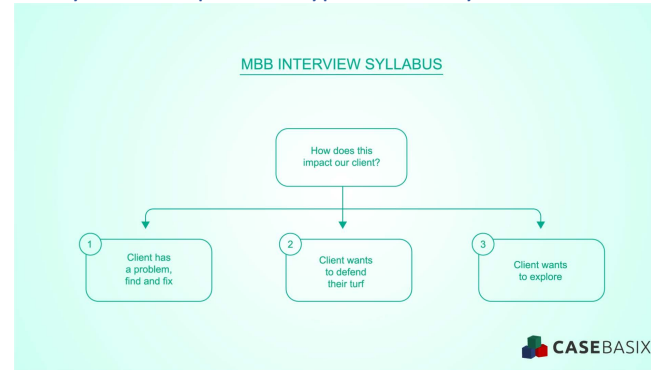 MBB INTERVIEW SYLLABUS
How does this
impact our client?
1
Client has
a problem,
find and fix
2
Client wants
to defend
their turf
3
Client wants
to explore
CASEBASIX